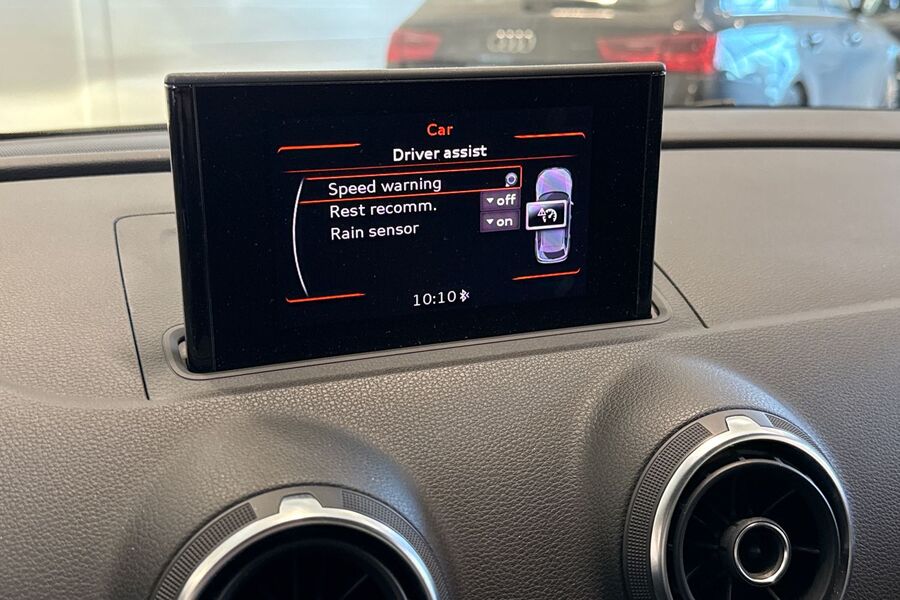 Car
Driver assist
Speed warning
Rest recomm. off
Rain sensor on
10:10